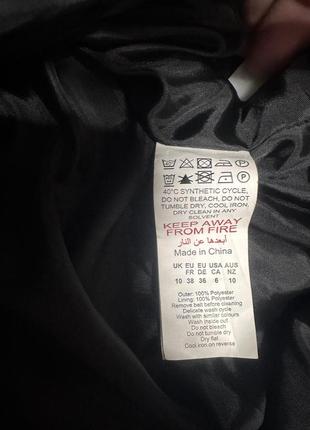 40°C SYNTHETIC CYCLE,
DO NOT BLEACH, DO NOT
TUMBLE DRY, COOL IRON,
DRY CLEAN IN ANY
SOLVENT
KEEP AWAY
FROM FIRE
أبعدها عن النار
Made in China
UK EU EU USA AUS
FR DE CA NZ
10 38 36 6 10
Outer: 100% Polyester
Lining: 100% Polyester
Remove belt before cleaning
Delicate wash cycle
Wash with similar colours
Wash inside out
Do not bleach
Do not tumble dry
Dry flat
Cool iron on reverse